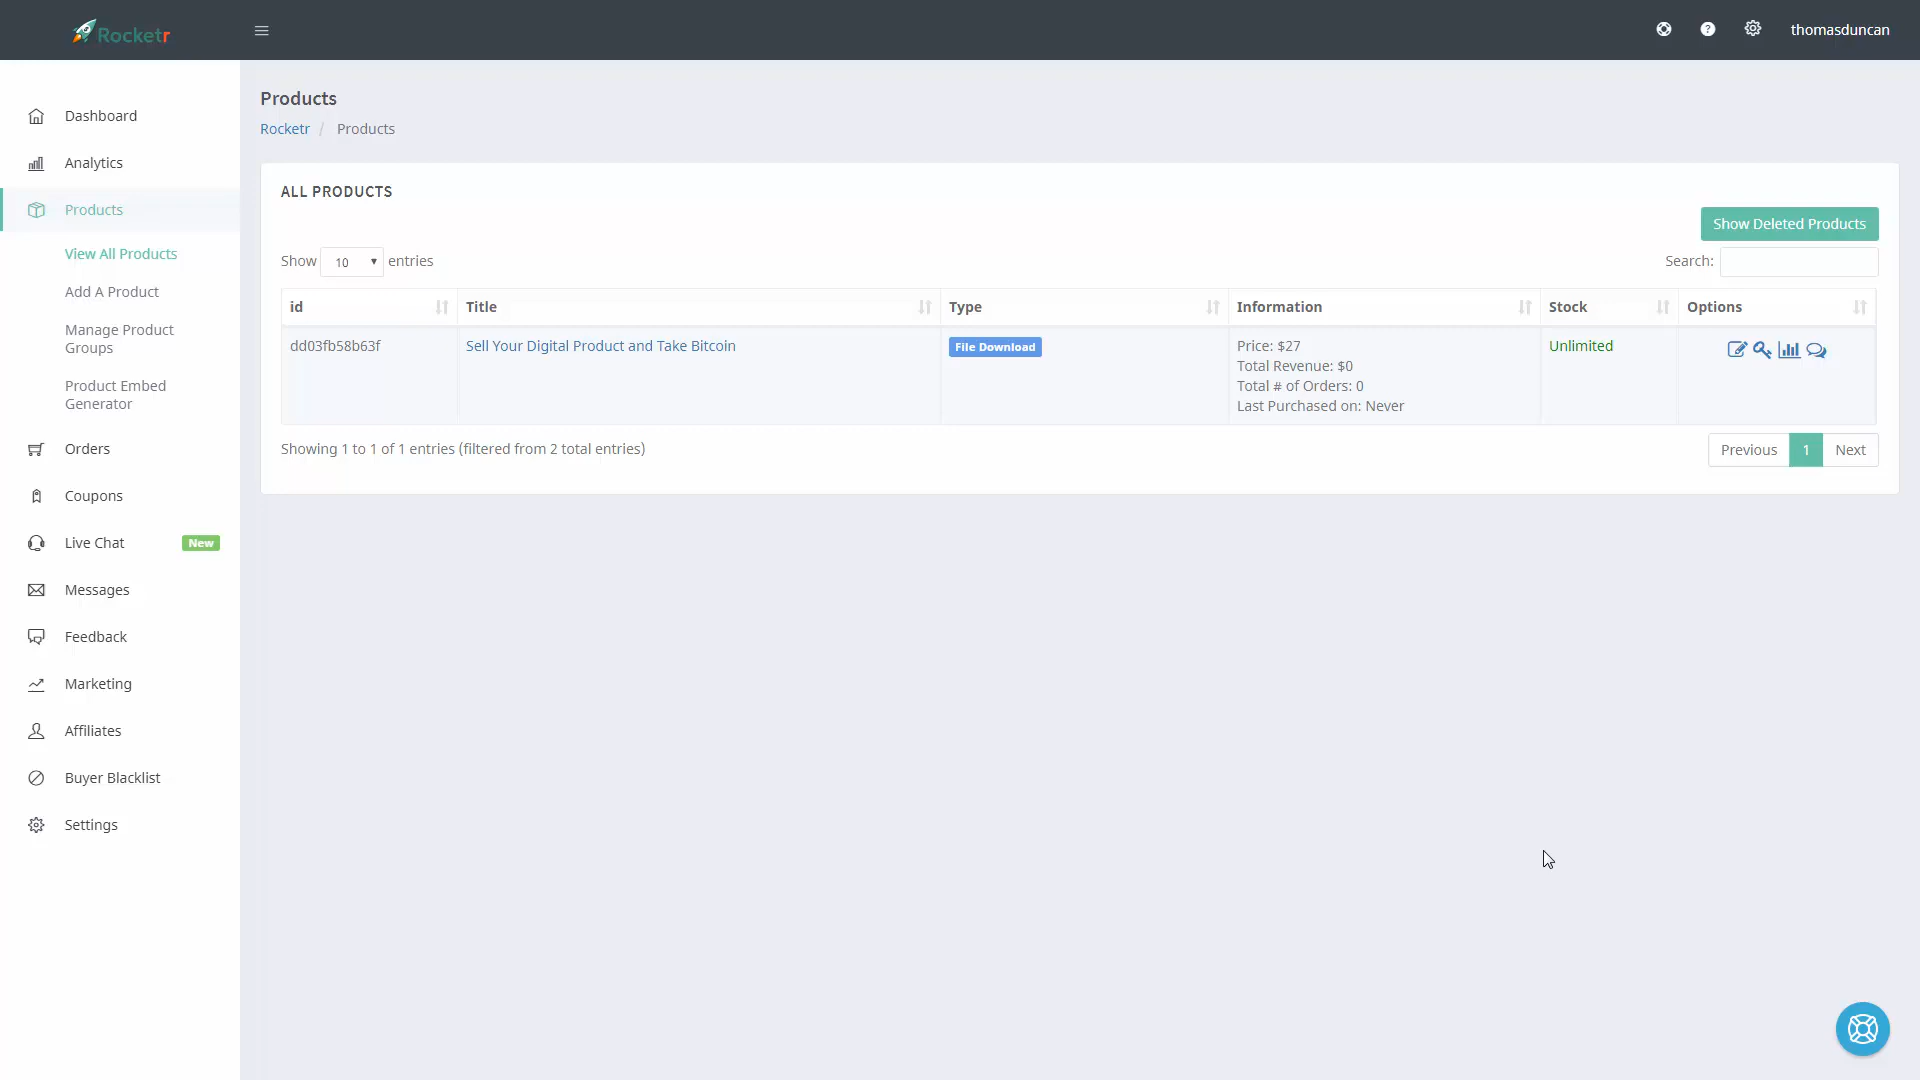 Rocketr
thomasduncan
Dashboard
Analytics
Products
View All Products
Add A Product
Manage Product
Groups
Product Embed
Generator
Orders
Coupons
Live Chat New
Messages
Feedback
Marketing
Affiliates
Buyer Blacklist
Settings
Products
Rocketr / Products
ALL PRODUCTS
Show Deleted Products
Show 10 entries
Search:
id Title Type Information Stock Options
dd03fb58b63f Sell Your Digital Product and Take Bitcoin File Download Price: $27 Unlimited
Total Revenue: $0
Total # of Orders: 0
Last Purchased on: Never
Showing 1 to 1 of 1 entries (filtered from 2 total entries)
Previous 1 Next